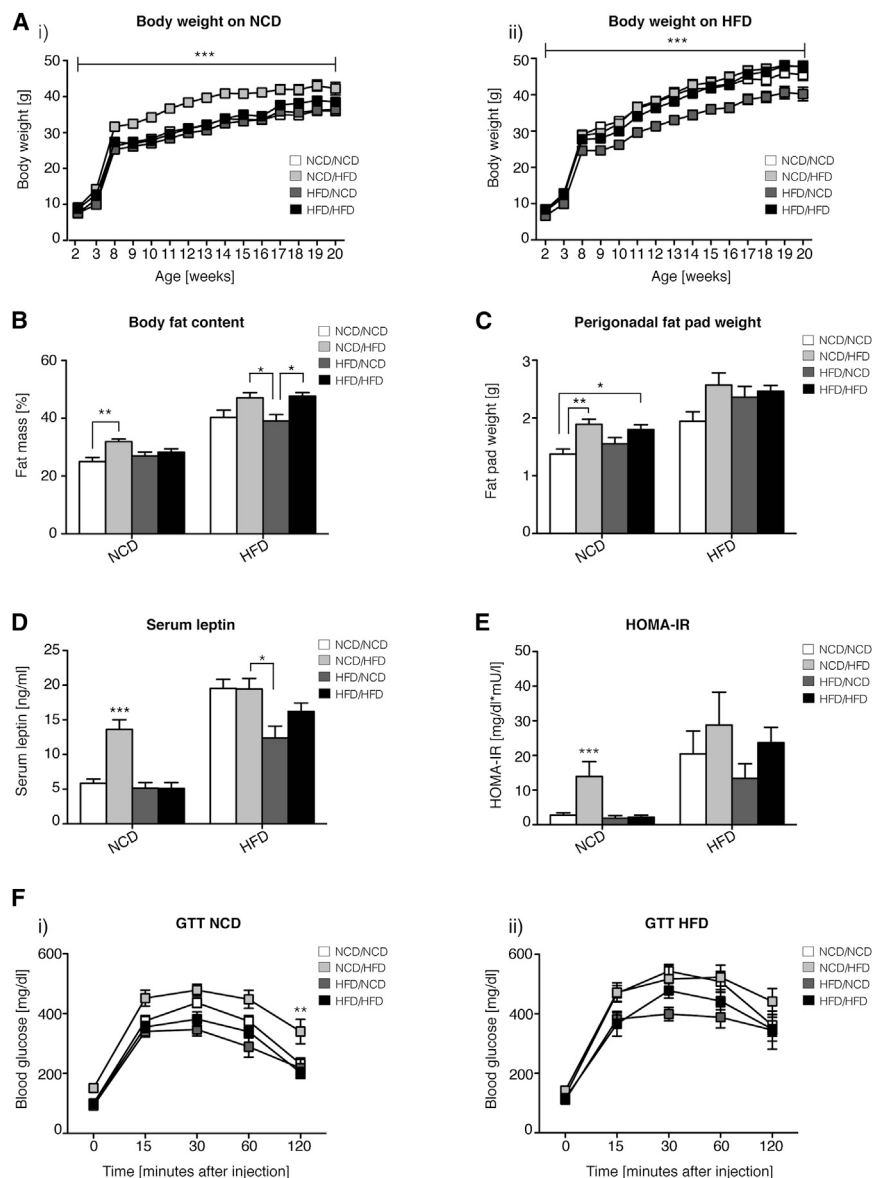 A
Body weight on NCD
i)
***
Body weight [g]
50
40
30
20
10
0
2 3 8 9 10 11 12 13 14 15 16 17 18 19 20
Age [weeks]
NCD/NCD
NCD/HFD
HFD/NCD
HFD/HFD
Body weight on HFD
ii)
***
Body weight [g]
50
40
30
20
10
0
2 3 8 9 10 11 12 13 14 15 16 17 18 19 20
Age [weeks]
NCD/NCD
NCD/HFD
HFD/NCD
HFD/HFD
B
Body fat content
NCD/NCD
NCD/HFD
HFD/NCD
HFD/HFD
Fat mass [%]
60
40
20
0
**
*
*
NCD
HFD
C
Perigonadal fat pad weight
NCD/NCD
NCD/HFD
HFD/NCD
HFD/HFD
Fat pad weight [g]
3
2
1
0
*
**
NCD
HFD
D
Serum leptin
NCD/NCD
NCD/HFD
HFD/NCD
HFD/HFD
Serum leptin [ng/ml]
25
20
15
10
5
0
***
*
NCD
HFD
E
HOMA-IR
NCD/NCD
NCD/HFD
HFD/NCD
HFD/HFD
HOMA-IR [mg/dl*mU/l]
50
40
30
20
10
0
***
NCD
HFD
F
i)
GTT NCD
NCD/NCD
NCD/HFD
HFD/NCD
HFD/HFD
Blood glucose [mg/dl]
600
400
200
0
**
0 15 30 60 120
Time [minutes after injection]
ii)
GTT HFD
NCD/NCD
NCD/HFD
HFD/NCD
HFD/HFD
Blood glucose [mg/dl]
600
400
200
0
0 15 30 60 120
Time [minutes after injection]